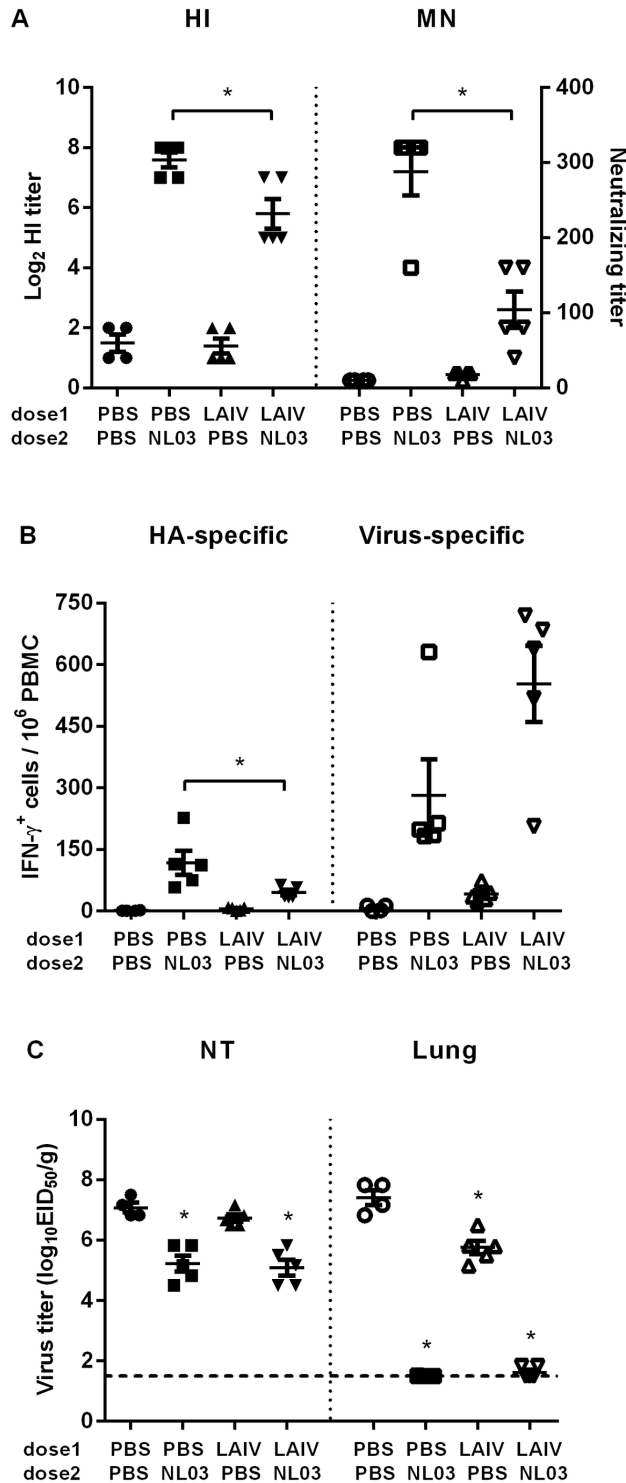 A
HI MN
10 400
8 300
6 200
4
2 100
0 0
Log₂ HI titer
Neutralizing titer
* *
dose1 PBS PBS LAIV LAIV PBS PBS LAIV LAIV
dose2 PBS NL03 PBS NL03 PBS NL03 PBS NL03
B
HA-specific Virus-specific
750
600
450
300
150
0
IFN-γ⁺ cells / 10⁶ PBMC
*
dose1 PBS PBS LAIV LAIV PBS PBS LAIV LAIV
dose2 PBS NL03 PBS NL03 PBS NL03 PBS NL03
C
NT Lung
10
8
6
4
2
0
Virus titer (log₁₀EID₅₀/g)
* * * * *
dose1 PBS PBS LAIV LAIV PBS PBS LAIV LAIV
dose2 PBS NL03 PBS NL03 PBS NL03 PBS NL03